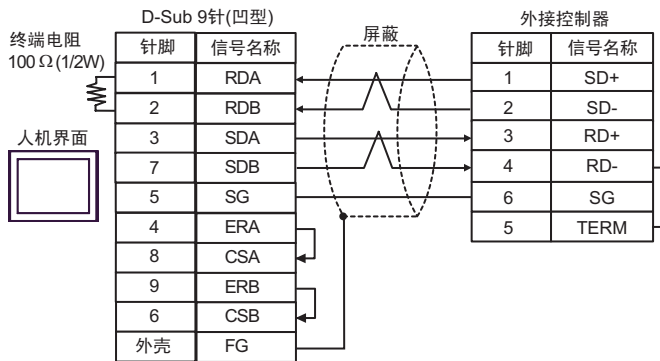 D-Sub 9针(凹型)
屏蔽
外接控制器
终端电阻
100 Ω (1/2W)
人机界面
针脚 信号名称
1 RDA
2 RDB
3 SDA
7 SDB
5 SG
4 ERA
8 CSA
9 ERB
6 CSB
外壳 FG
针脚 信号名称
1 SD+
2 SD-
3 RD+
4 RD-
6 SG
5 TERM